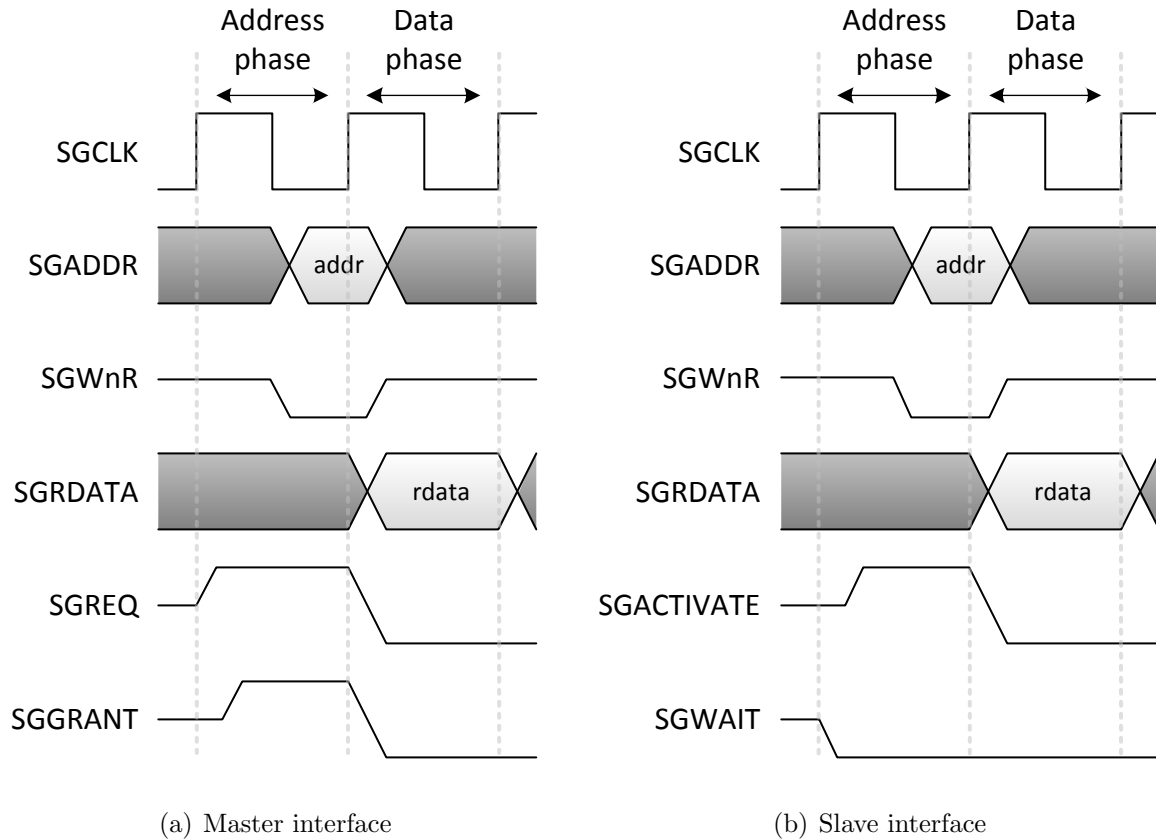 Address
phase
Data
phase
SGCLK
SGADDR
addr
SGWnR
SGRDATA
rdata
SGREQ
SGGRANT
(a) Master interface
Address
phase
Data
phase
SGCLK
SGADDR
addr
SGWnR
SGRDATA
rdata
SGACTIVATE
SGWAIT
(b) Slave interface